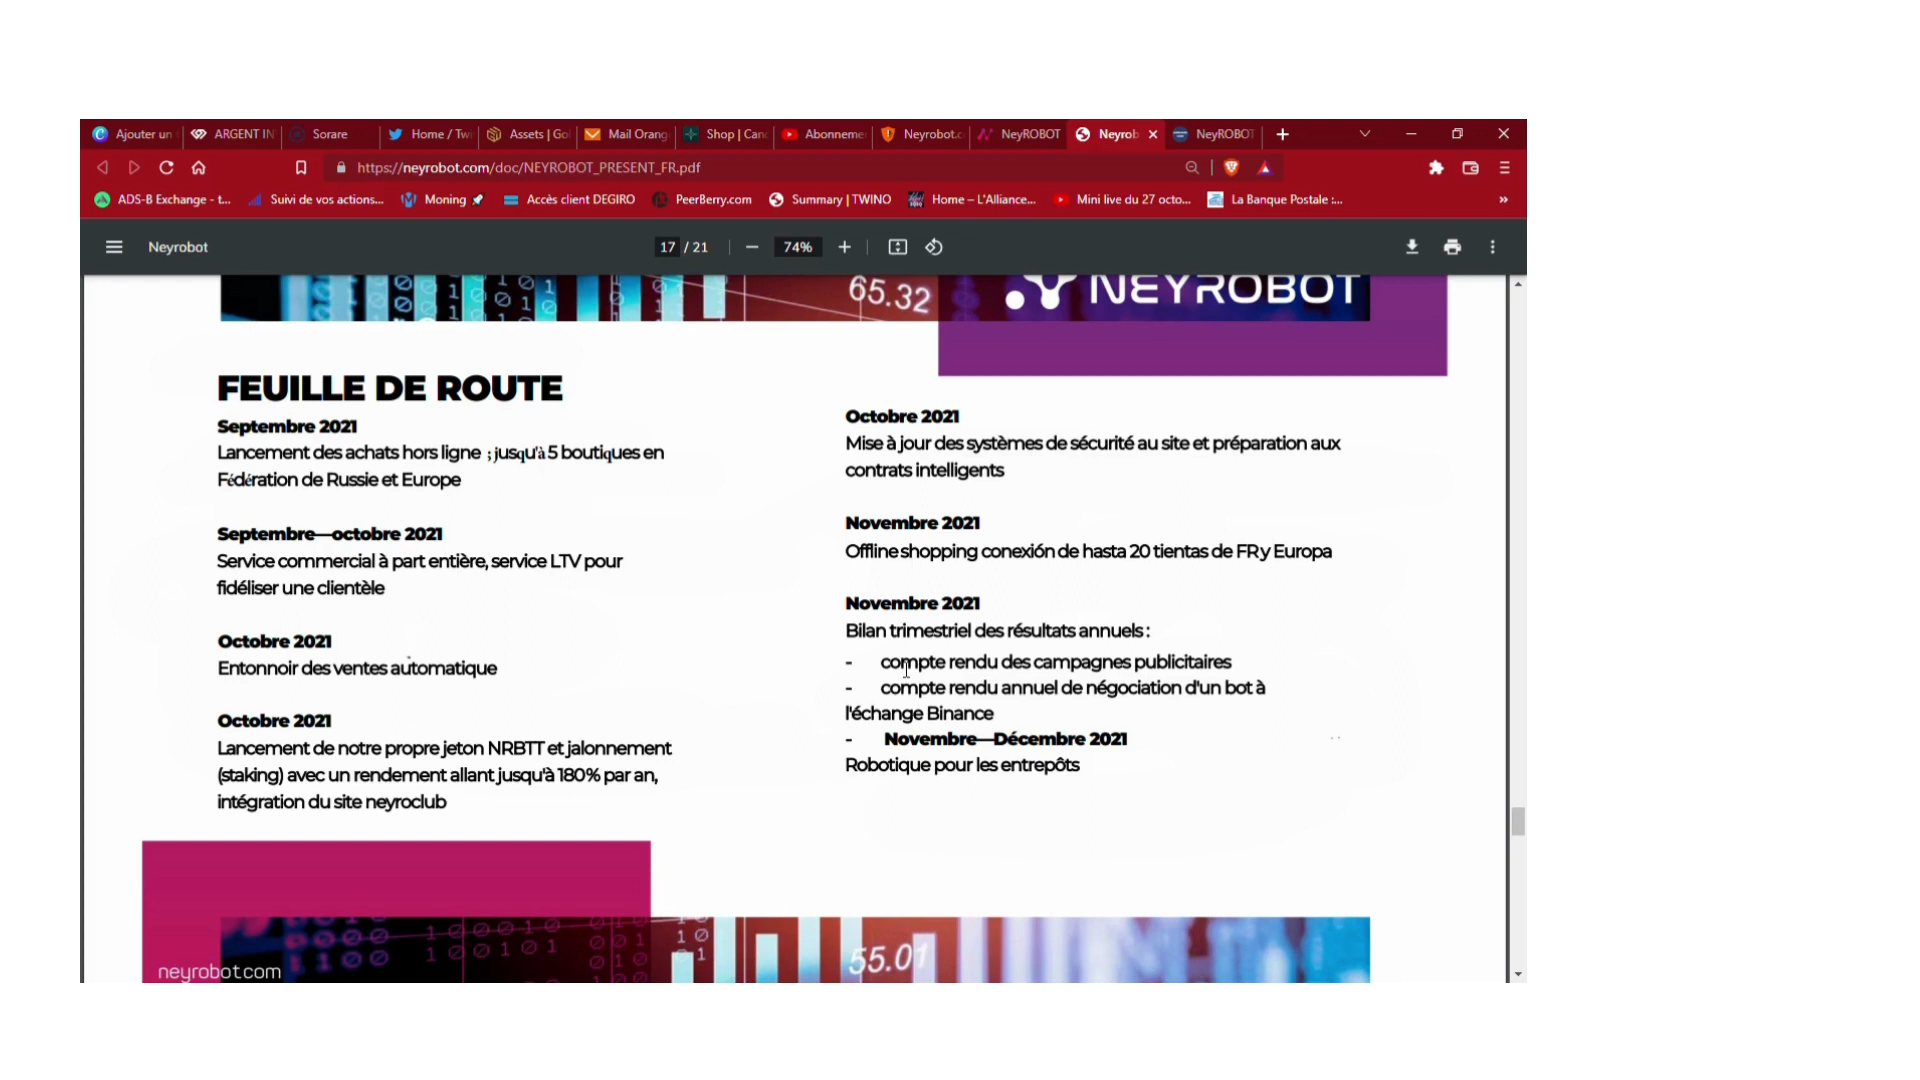 Ajouter un
ARGENT IN
Sorare
Home / Tw
Assets | Go
Mail Orang
Shop | Can
Abonneme
Neyrobot.c
NeyROBOT
Neyrob
NeyROBOT
https://neyrobot.com/doc/NEYROBOT_PRESENT_FR.pdf
ADS-B Exchange - t...
Suivi de vos actions...
Moning
Accès client DEGIRO
PeerBerry.com
Summary | TWINO
Home – L'Alliance...
Mini live du 27 octo...
La Banque Postale :...
»
Neyrobot
17 / 21
74%
65.32
NEYROBOT
FEUILLE DE ROUTE
Septembre 2021
Lancement des achats hors ligne ; jusqu'à 5 boutiques en
Fédération de Russie et Europe
Septembre—octobre 2021
Service commercial à part entière, service LTV pour
fidéliser une clientèle
Octobre 2021
Entonnoir des ventes automatique
Octobre 2021
Lancement de notre propre jeton NRBTT et jalonnement
(staking) avec un rendement allant jusqu'à 180% par an,
intégration du site neyroclub
Octobre 2021
Mise à jour des systèmes de sécurité au site et préparation aux
contrats intelligents
Novembre 2021
Offline shopping conexión de hasta 20 tientas de FR y Europa
Novembre 2021
Bilan trimestriel des résultats annuels :
- compte rendu des campagnes publicitaires
- compte rendu annuel de négociation d'un bot à
l'échange Binance
- Novembre—Décembre 2021
Robotique pour les entrepôts
55.01
neyrobot.com